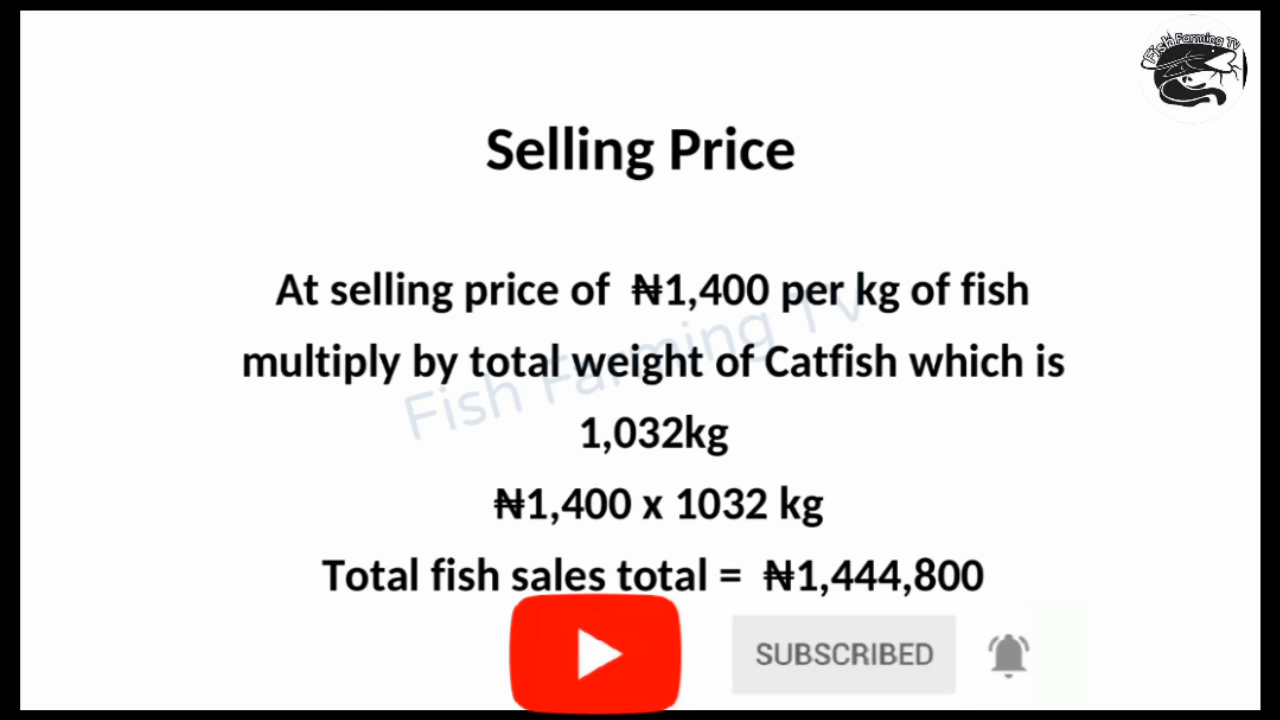 Fish Farming Tv
Selling Price
At selling price of ₦1,400 per kg of fish
multiply by total weight of Catfish which is
1,032kg
₦1,400 x 1032 kg
Total fish sales total = ₦1,444,800
Fish Farming Tv
SUBSCRIBED